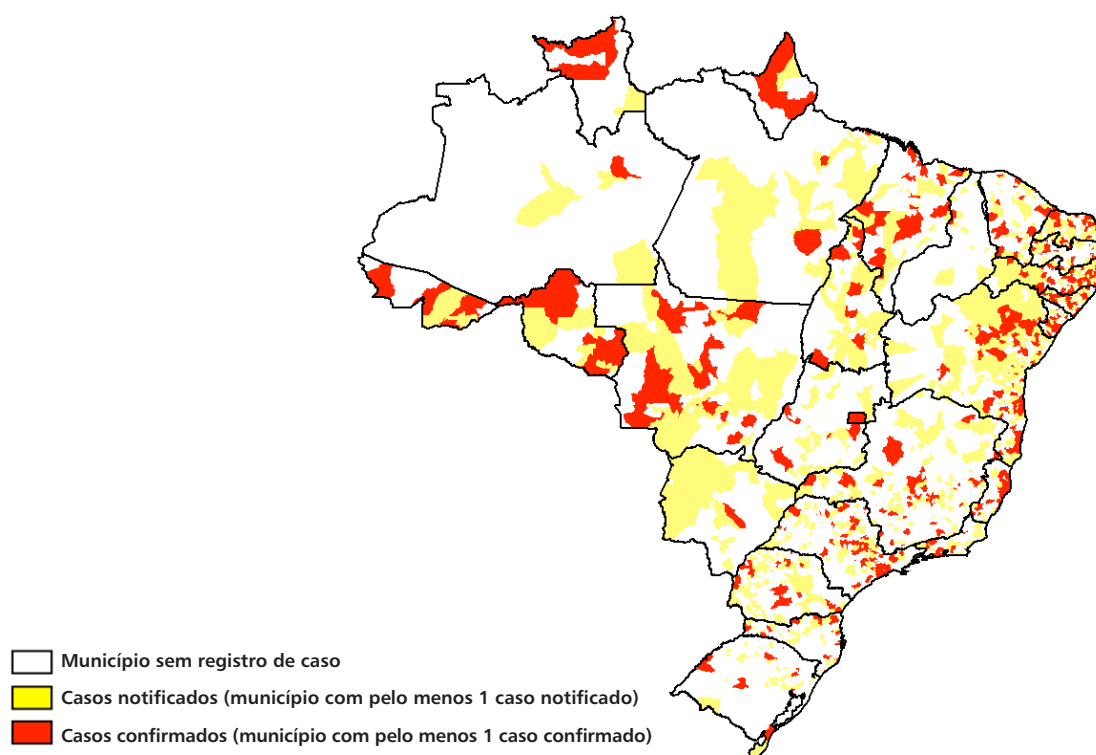 Município sem registro de caso
Casos notificados (município com pelo menos 1 caso notificado)
Casos confirmados (município com pelo menos 1 caso confirmado)